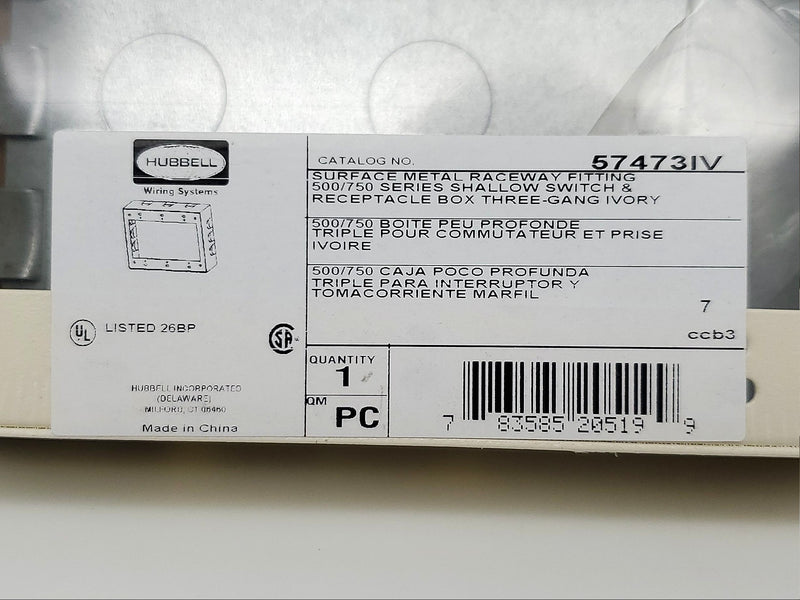 HUBBELL
Wiring Systems
CATALOG NO. 57473IV
SURFACE METAL RACEWAY FITTING
500/750 SERIES SHALLOW SWITCH &
RECEPTACLE BOX THREE-GANG IVORY
500/750 BOITE PEU PROFONDE
TRIPLE POUR COMMUTATEUR ET PRISE
IVOIRE
500/750 CAJA POCO PROFUNDA
TRIPLE PARA INTERRUPTOR Y
TOMACORRIENTE MARFIL
7
ccb3
UL LISTED 26BP
SA
HUBBELL INCORPORATED
(DELAWARE)
MILFORD, CT 06460
Made in China
QUANTITY
1
QM
PC
7 83585 20519 9